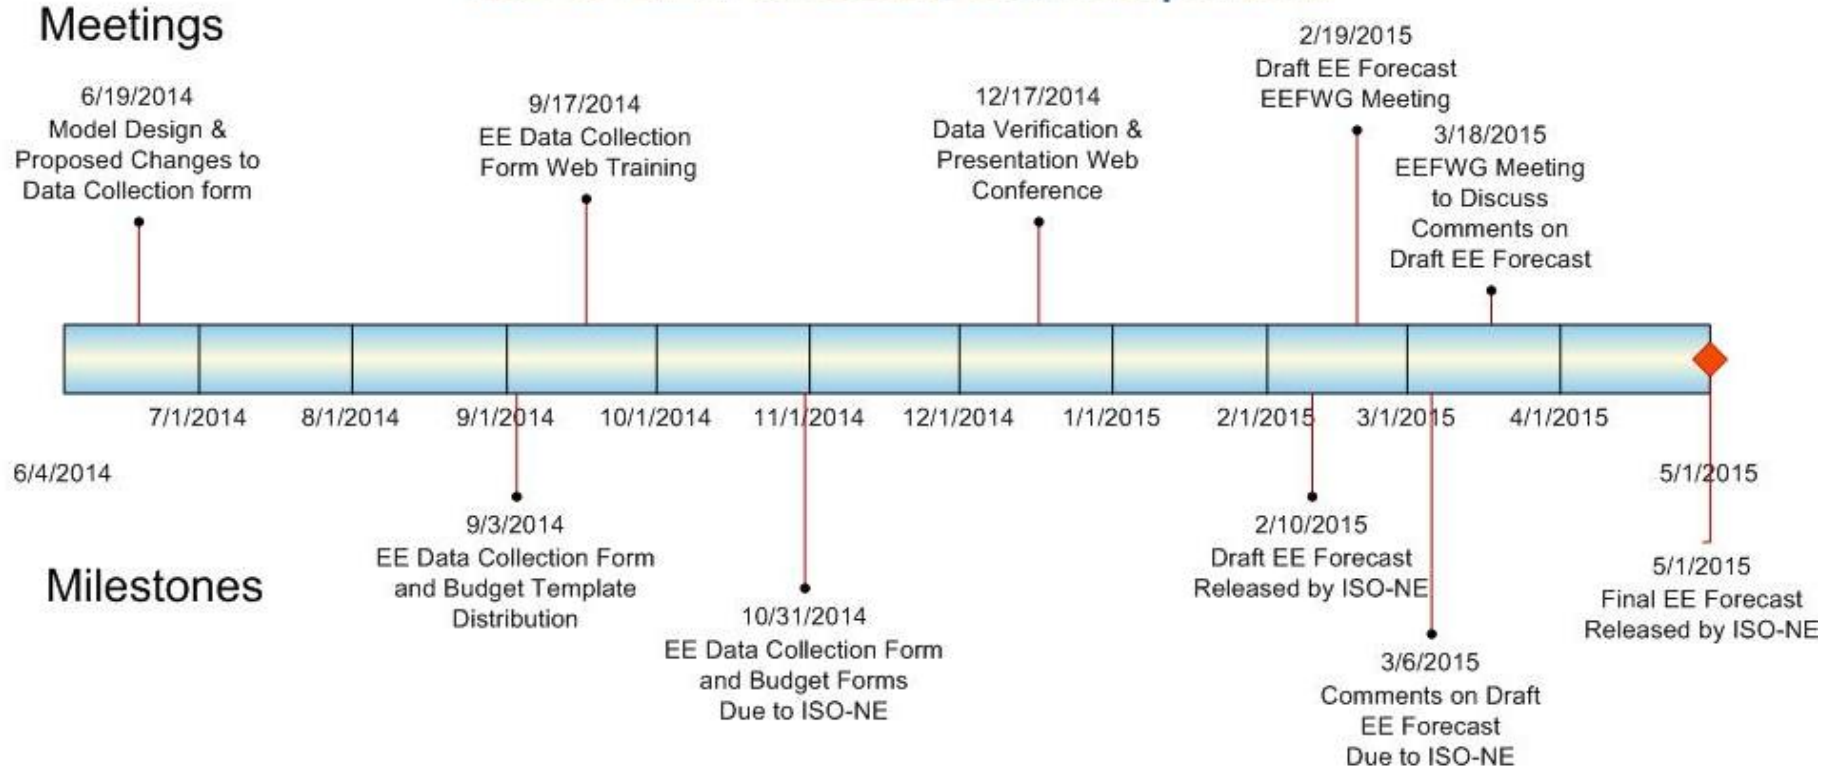 Meetings
6/19/2014
Model Design &
Proposed Changes to
Data Collection form
9/17/2014
EE Data Collection
Form Web Training
12/17/2014
Data Verification &
Presentation Web
Conference
2/19/2015
Draft EE Forecast
EEFWG Meeting
3/18/2015
EEFWG Meeting
to Discuss
Comments on
Draft EE Forecast
7/1/2014
8/1/2014
9/1/2014
10/1/2014
11/1/2014
12/1/2014
1/1/2015
2/1/2015
3/1/2015
4/1/2015
6/4/2014
5/1/2015
Milestones
9/3/2014
EE Data Collection Form
and Budget Template
Distribution
10/31/2014
EE Data Collection Form
and Budget Forms
Due to ISO-NE
2/10/2015
Draft EE Forecast
Released by ISO-NE
3/6/2015
Comments on Draft
EE Forecast
Due to ISO-NE
5/1/2015
Final EE Forecast
Released by ISO-NE